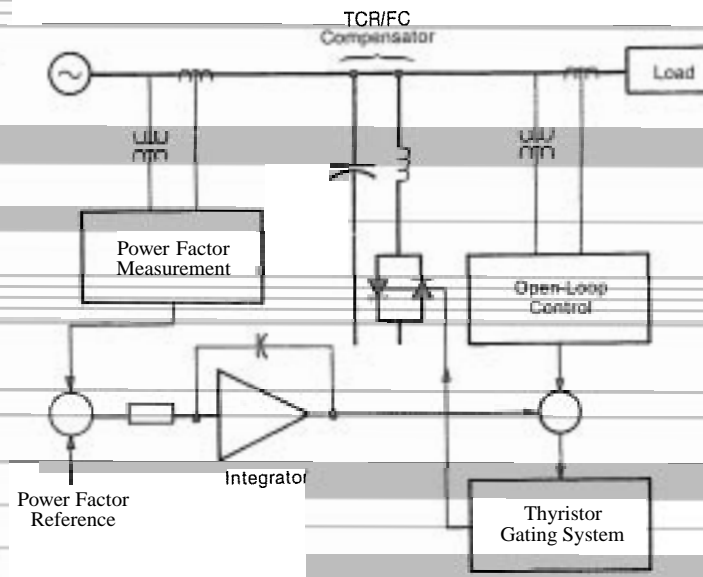 TCR/FC
Compensator
Load
Power Factor
Measurement
Open-Loop
Control
Integrator
Power Factor
Reference
Thyristor
Gating System